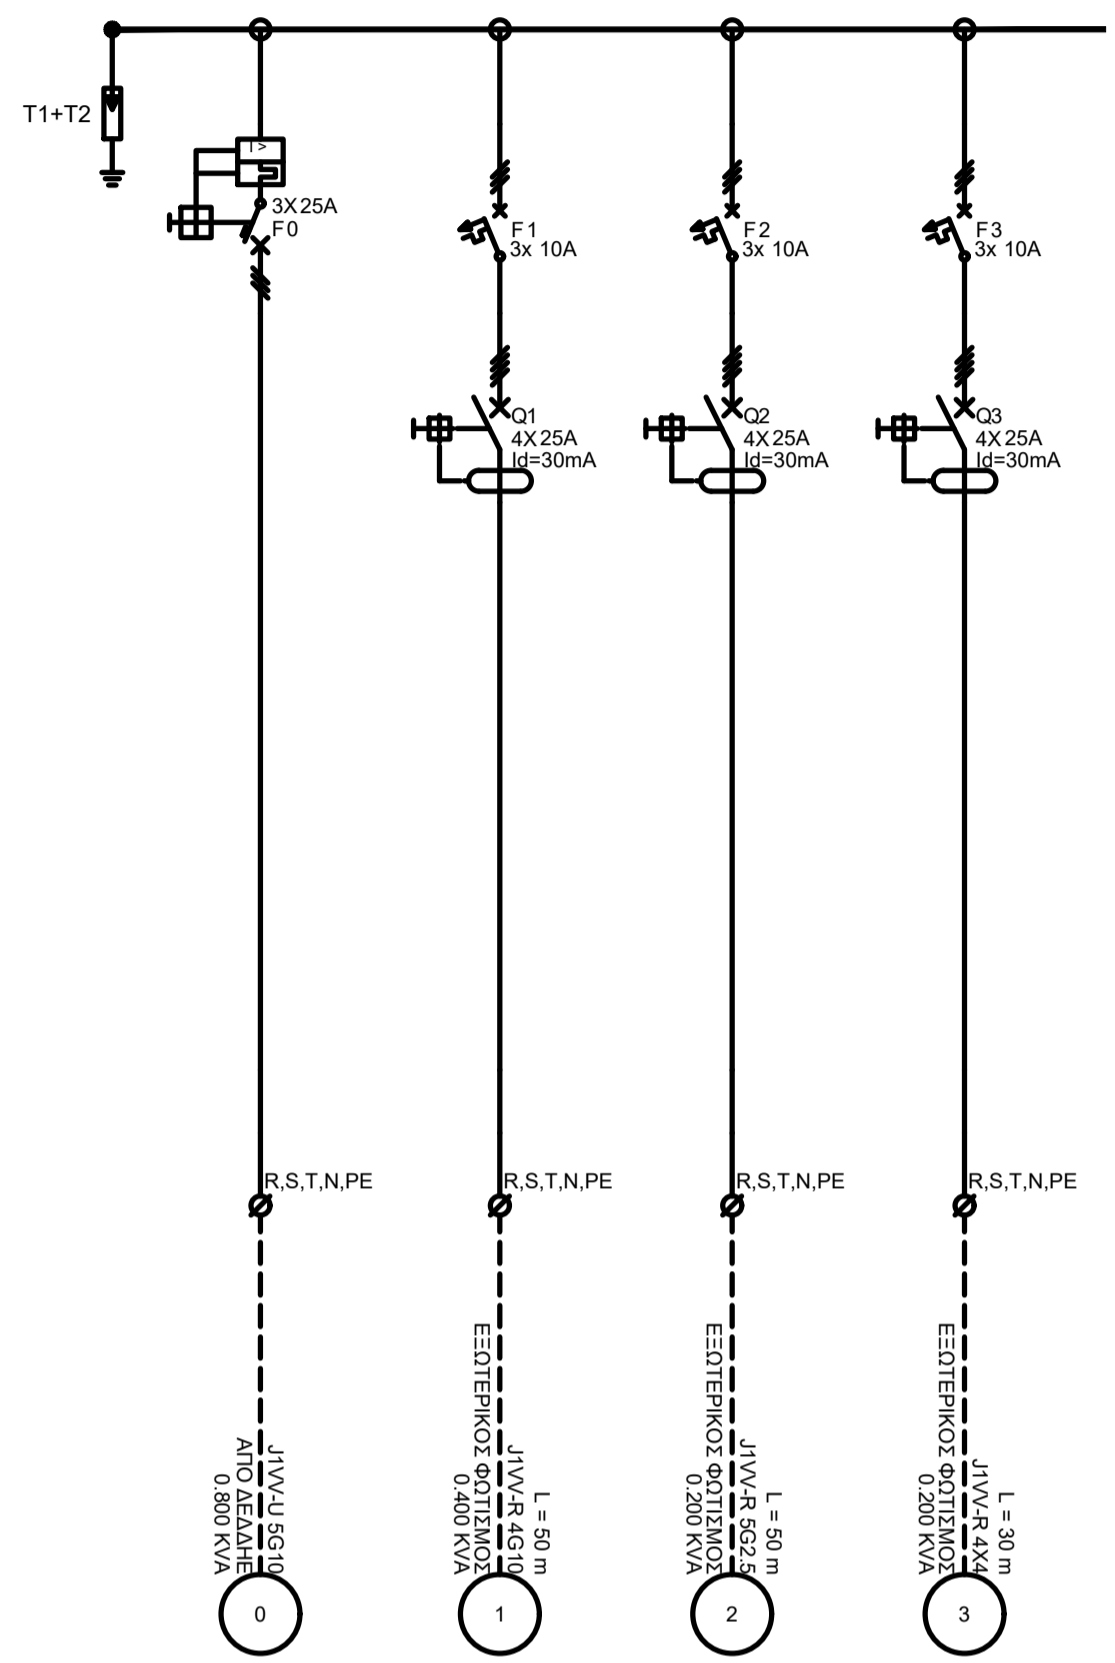 T1+T2
I>
3X25A
F0
F1
3x 10A
F2
3x 10A
F3
3x 10A
Q1
4X25A
Id=30mA
Q2
4X25A
Id=30mA
Q3
4X25A
Id=30mA
R,S,T,N,PE
R,S,T,N,PE
R,S,T,N,PE
R,S,T,N,PE
J1VV-U 5G10
ΑΠΟ ΔΕΔΔΗΕ
0.800 KVA
L = 50 m
J1VV-R 4G10
ΕΞΩΤΕΡΙΚΟΣ ΦΩΤΙΣΜΟΣ
0.400 KVA
L = 50 m
J1VV-R 5G2.5
ΕΞΩΤΕΡΙΚΟΣ ΦΩΤΙΣΜΟΣ
0.200 KVA
L = 30 m
J1VV-R 4X4
ΕΞΩΤΕΡΙΚΟΣ ΦΩΤΙΣΜΟΣ
0.200 KVA
0
1
2
3